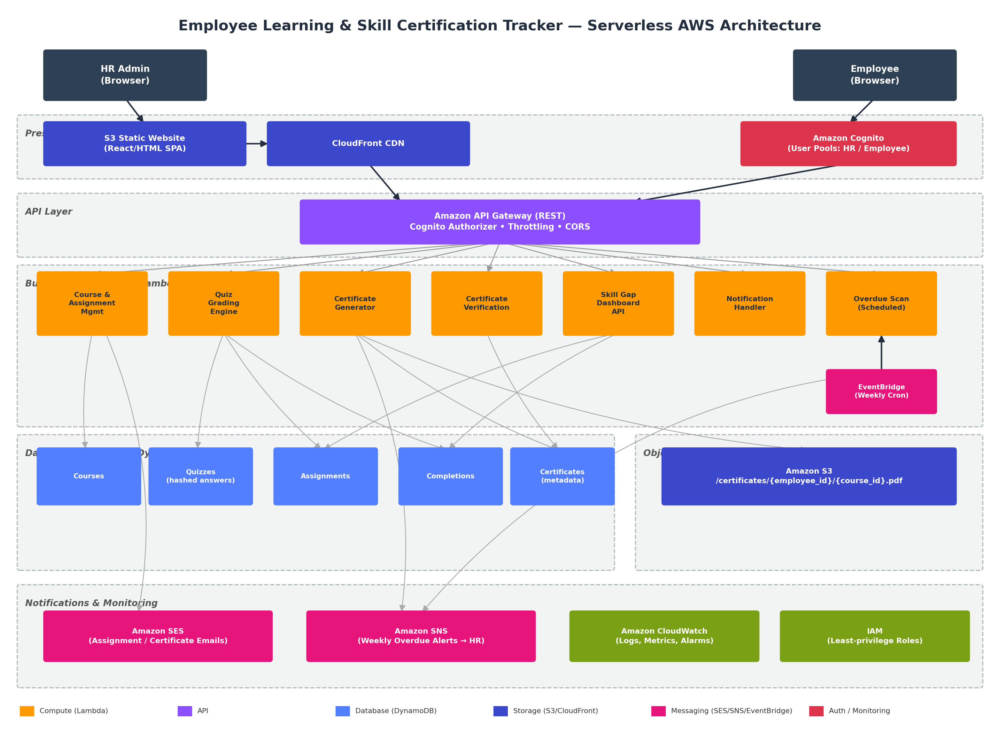 Employee Learning & Skill Certification Tracker — Serverless AWS Architecture
HR Admin
(Browser)
Employee
(Browser)
S3 Static Website
(React/HTML SPA)
CloudFront CDN
Amazon Cognito
(User Pools: HR / Employee)
API Layer
Amazon API Gateway (REST)
Cognito Authorizer • Throttling • CORS
Course &
Assignment
Mgmt
Quiz
Grading
Engine
Certificate
Generator
Certificate
Verification
Skill Gap
Dashboard
API
Notification
Handler
Overdue Scan
(Scheduled)
EventBridge
(Weekly Cron)
Courses
Quizzes
(hashed answers)
Assignments
Completions
Certificates
(metadata)
Amazon S3
/certificates/{employee_id}/{course_id}.pdf
Notifications & Monitoring
Amazon SES
(Assignment / Certificate Emails)
Amazon SNS
(Weekly Overdue Alerts → HR)
Amazon CloudWatch
(Logs, Metrics, Alarms)
IAM
(Least-privilege Roles)
Compute (Lambda)
API
Database (DynamoDB)
Storage (S3/CloudFront)
Messaging (SES/SNS/EventBridge)
Auth / Monitoring